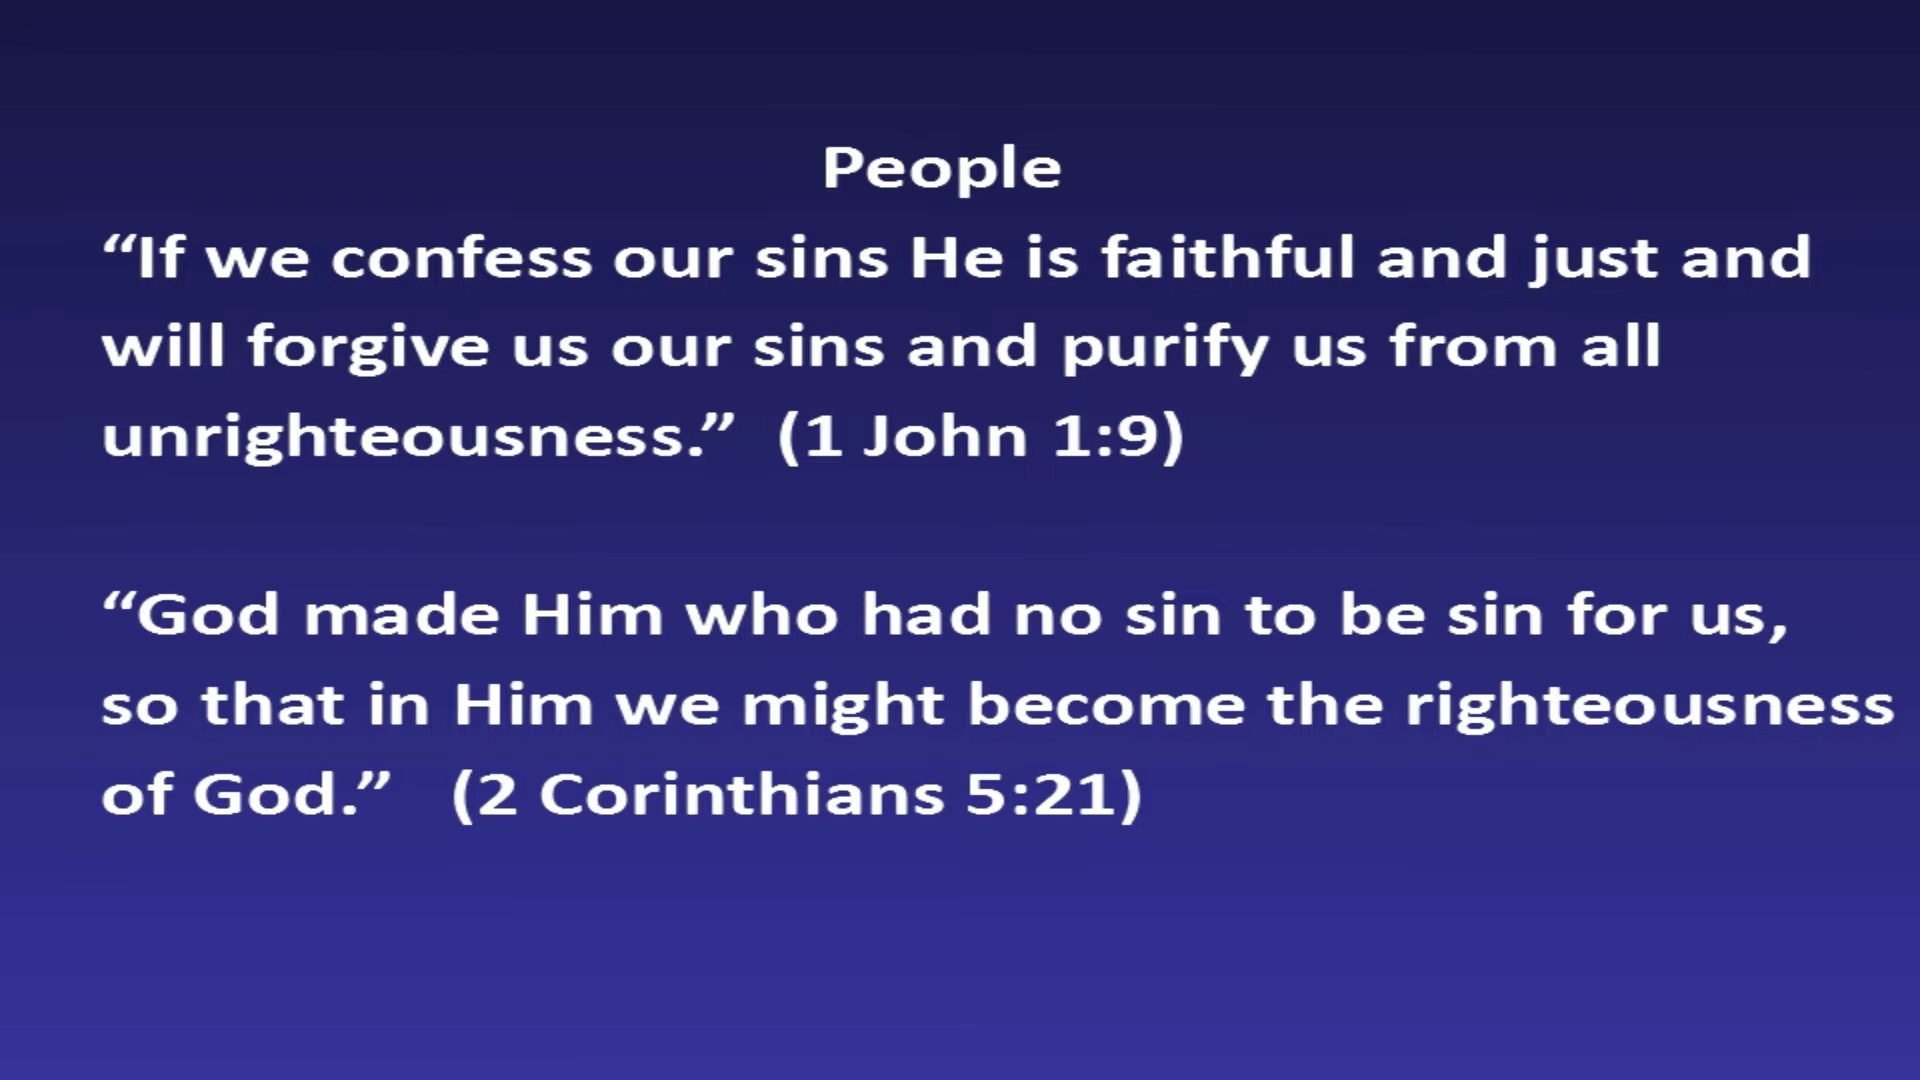 People
“If we confess our sins He is faithful and just and
will forgive us our sins and purify us from all
unrighteousness.”  (1 John 1:9)
“God made Him who had no sin to be sin for us,
so that in Him we might become the righteousness
of God.”   (2 Corinthians 5:21)